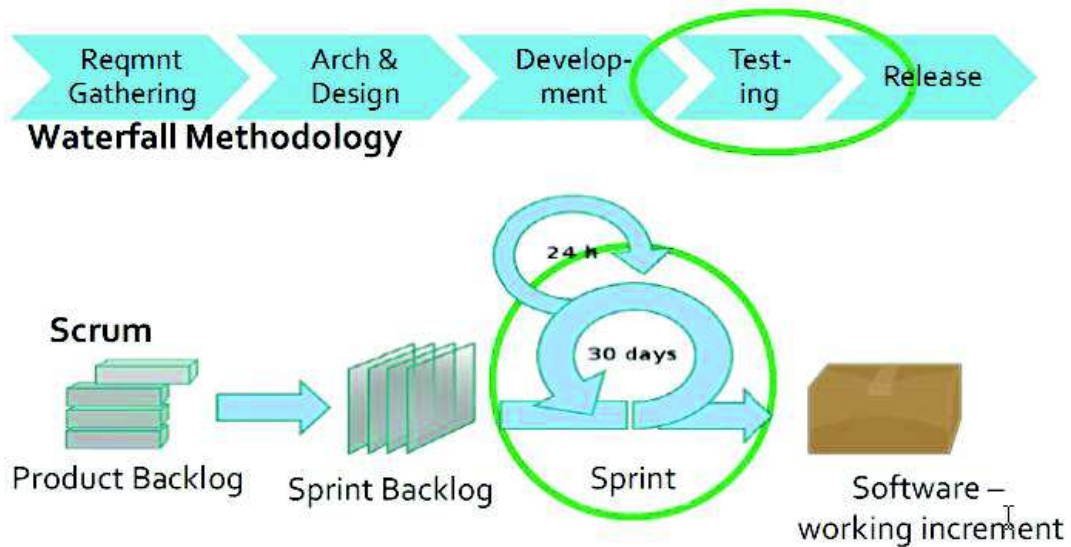 Reqmnt
Gathering
Arch &
Design
Develop-
ment
Test-
ing
Release
Waterfall Methodology
24 h
Scrum
30 days
Product Backlog
Sprint Backlog
Sprint
Software –
working increment